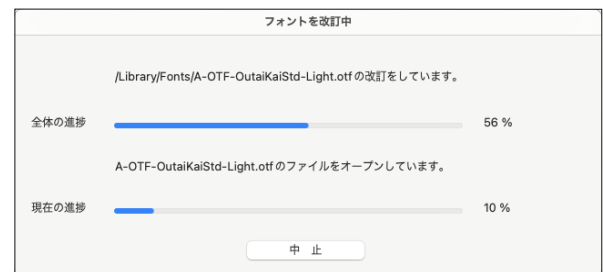 フォントを改訂中
/Library/Fonts/A-OTF-OutaiKaiStd-Light.otf の改訂をしています。
全体の進捗 56 %
A-OTF-OutaiKaiStd-Light.otf のファイルをオープンしています。
現在の進捗 10 %
中 止